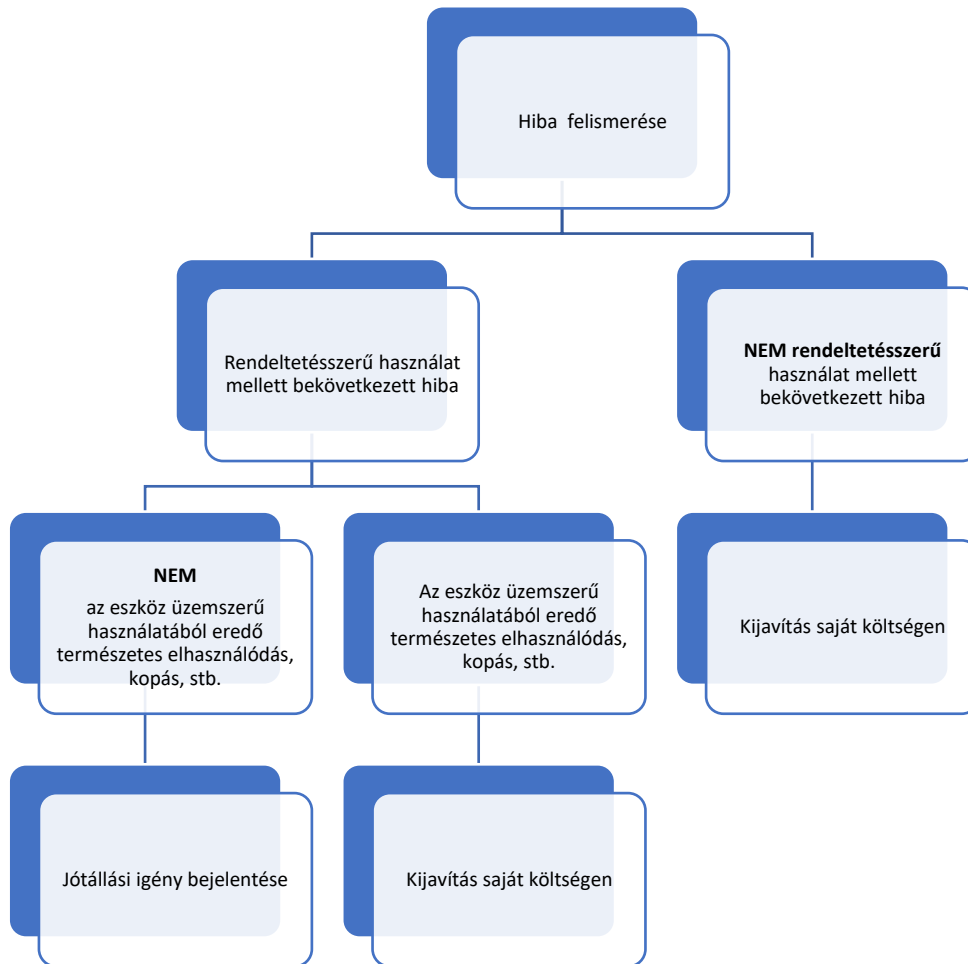 Hiba felismerése
Rendeltetésszerű használat
mellett bekövetkezett hiba
NEM rendeltetésszerű
használat mellett
bekövetkezett hiba
NEM
az eszköz üzemszerű
használatából eredő
természetes elhasználódás,
kopás, stb.
Az eszköz üzemszerű
használatából eredő
természetes elhasználódás,
kopás, stb.
Kijavítás saját költségen
Jótállási igény bejelentése
Kijavítás saját költségen